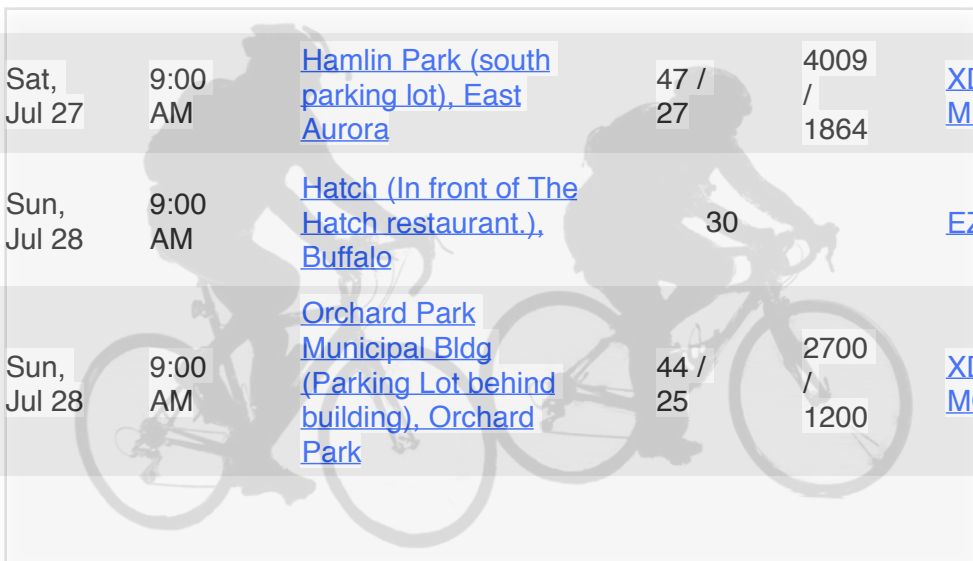 Sat,
Jul 27
9:00
AM
Hamlin Park (south
parking lot), East
Aurora
47 /
27
4009
/
1864
Sun,
Jul 28
9:00
AM
Hatch (In front of The
Hatch restaurant.),
Buffalo
30
Sun,
Jul 28
9:00
AM
Orchard Park
Municipal Bldg
(Parking Lot behind
building), Orchard
Park
44 /
25
2700
/
1200